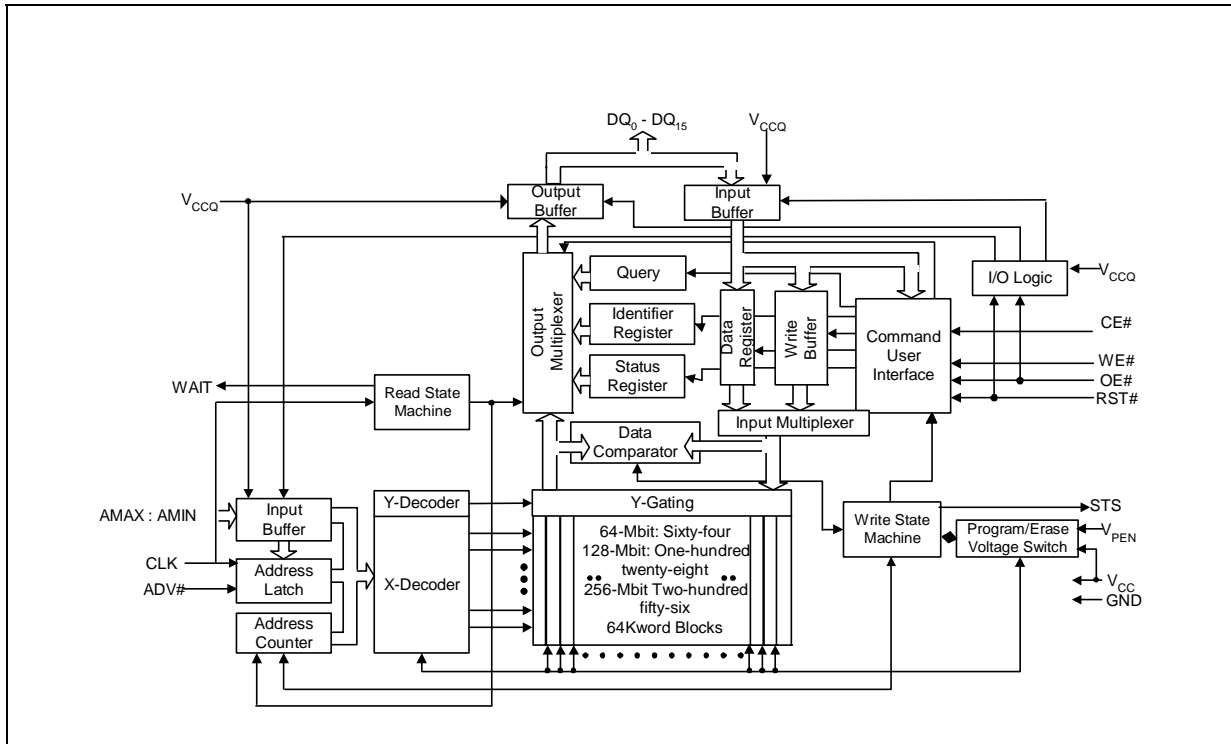 DQ0 - DQ15
VCCQ
VCCQ
Output
Buffer
Input
Buffer
Output
Multiplexer
Query
Identifier
Register
Status
Register
Data
Register
Write
Buffer
Command
User
Interface
I/O Logic
VCCQ
CE#
WE#
OE#
RST#
WAIT
Read State
Machine
Input Multiplexer
Data
Comparator
AMAX : AMIN
Input
Buffer
CLK
Address
Latch
ADV#
Address
Counter
Y-Decoder
X-Decoder
Y-Gating
64-Mbit: Sixty-four
128-Mbit: One-hundred
twenty-eight
256-Mbit Two-hundred
fifty-six
64Kword Blocks
Write State
Machine
STS
Program/Erase
Voltage Switch
VPEN
VCC
GND